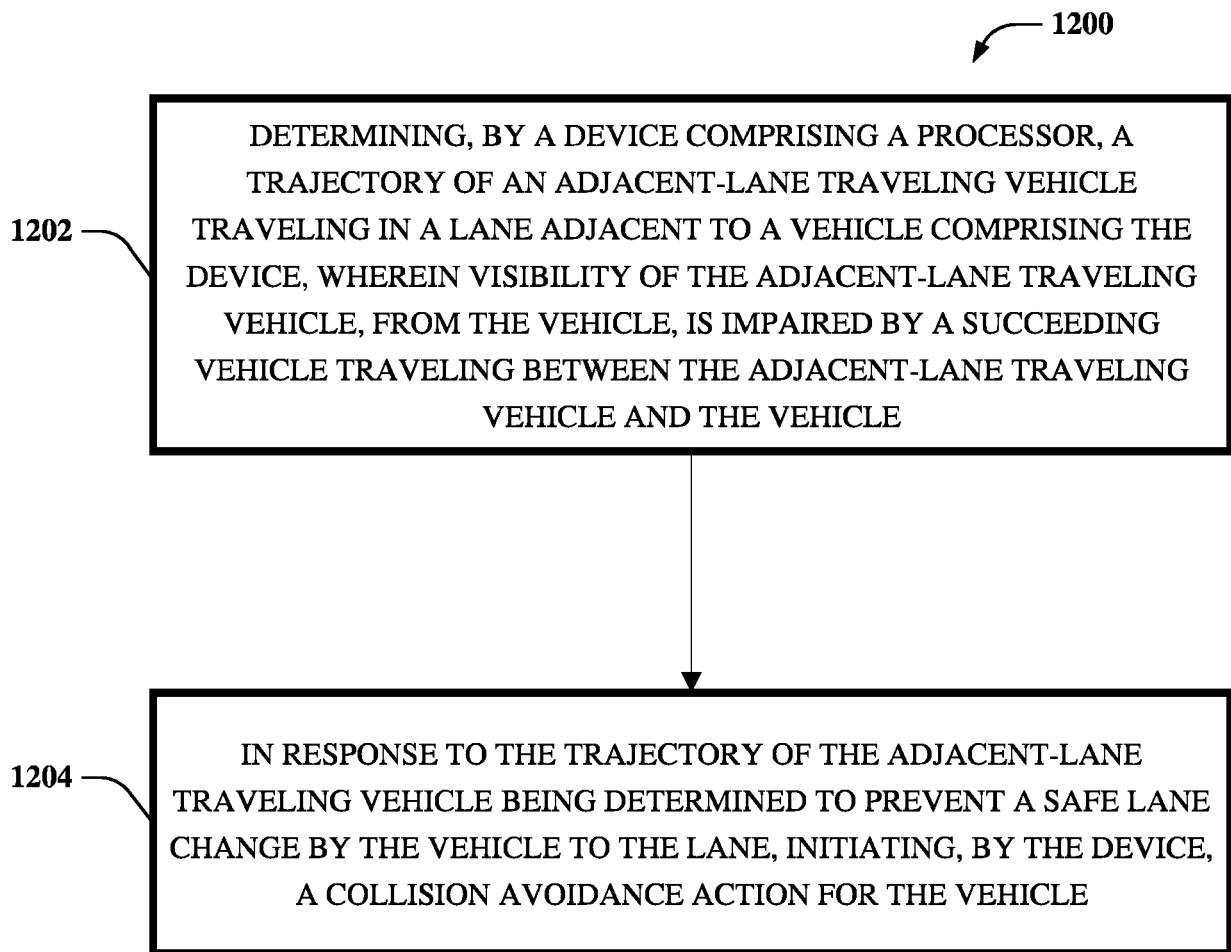 1200
DETERMINING, BY A DEVICE COMPRISING A PROCESSOR, A
TRAJECTORY OF AN ADJACENT-LANE TRAVELING VEHICLE
TRAVELING IN A LANE ADJACENT TO A VEHICLE COMPRISING THE
DEVICE, WHEREIN VISIBILITY OF THE ADJACENT-LANE TRAVELING
VEHICLE, FROM THE VEHICLE, IS IMPAIRED BY A SUCCEEDING
VEHICLE TRAVELING BETWEEN THE ADJACENT-LANE TRAVELING
VEHICLE AND THE VEHICLE
1202
IN RESPONSE TO THE TRAJECTORY OF THE ADJACENT-LANE
TRAVELING VEHICLE BEING DETERMINED TO PREVENT A SAFE LANE
CHANGE BY THE VEHICLE TO THE LANE, INITIATING, BY THE DEVICE,
A COLLISION AVOIDANCE ACTION FOR THE VEHICLE
1204